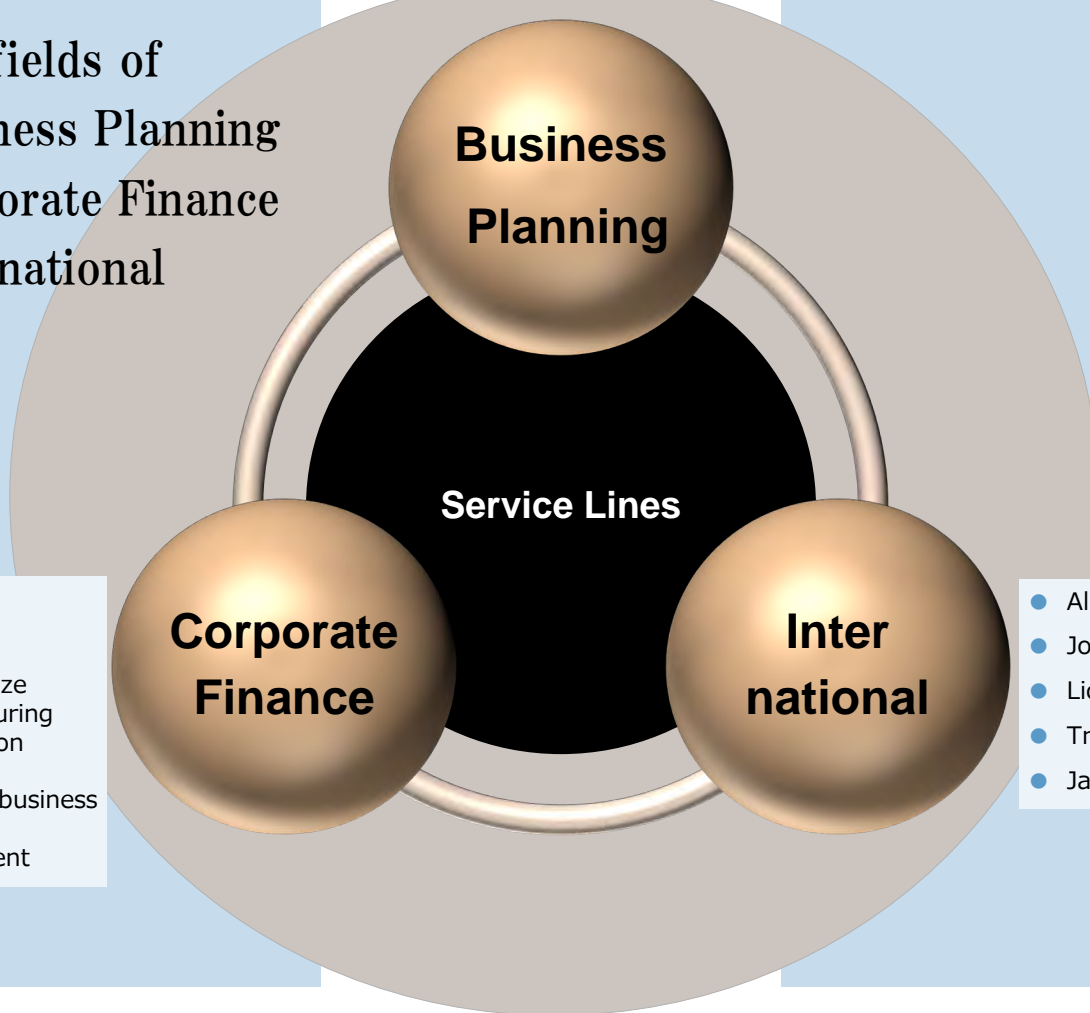 fields of
ness Planning
orate Finance
national
Business
Planning
Service Lines
Corporate
Finance
Inter
national
ze
uring
on
business
ent
Al
Jo
Li
Tr
Ja